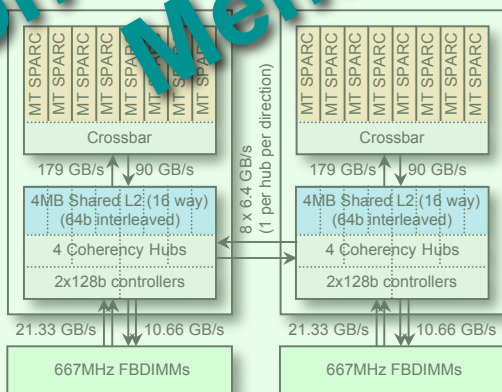 MT SPARC
MT SPARC
MT SPARC
MT SPARC
MT SPARC
MT SPARC
MT SPARC
MT SPARC
Crossbar
179 GB/s
90 GB/s
4MB Shared L2 (16 way)
(64b interleaved)
4 Coherency Hubs
2x128b controllers
21.33 GB/s
10.66 GB/s
667MHz FBDIMMs
8 x 6.4 GB/s
(1 per hub per direction)
MT SPARC
MT SPARC
MT SPARC
MT SPARC
MT SPARC
MT SPARC
MT SPARC
MT SPARC
Crossbar
179 GB/s
90 GB/s
4MB Shared L2 (16 way)
(64b interleaved)
4 Coherency Hubs
2x128b controllers
21.33 GB/s
10.66 GB/s
667MHz FBDIMMs